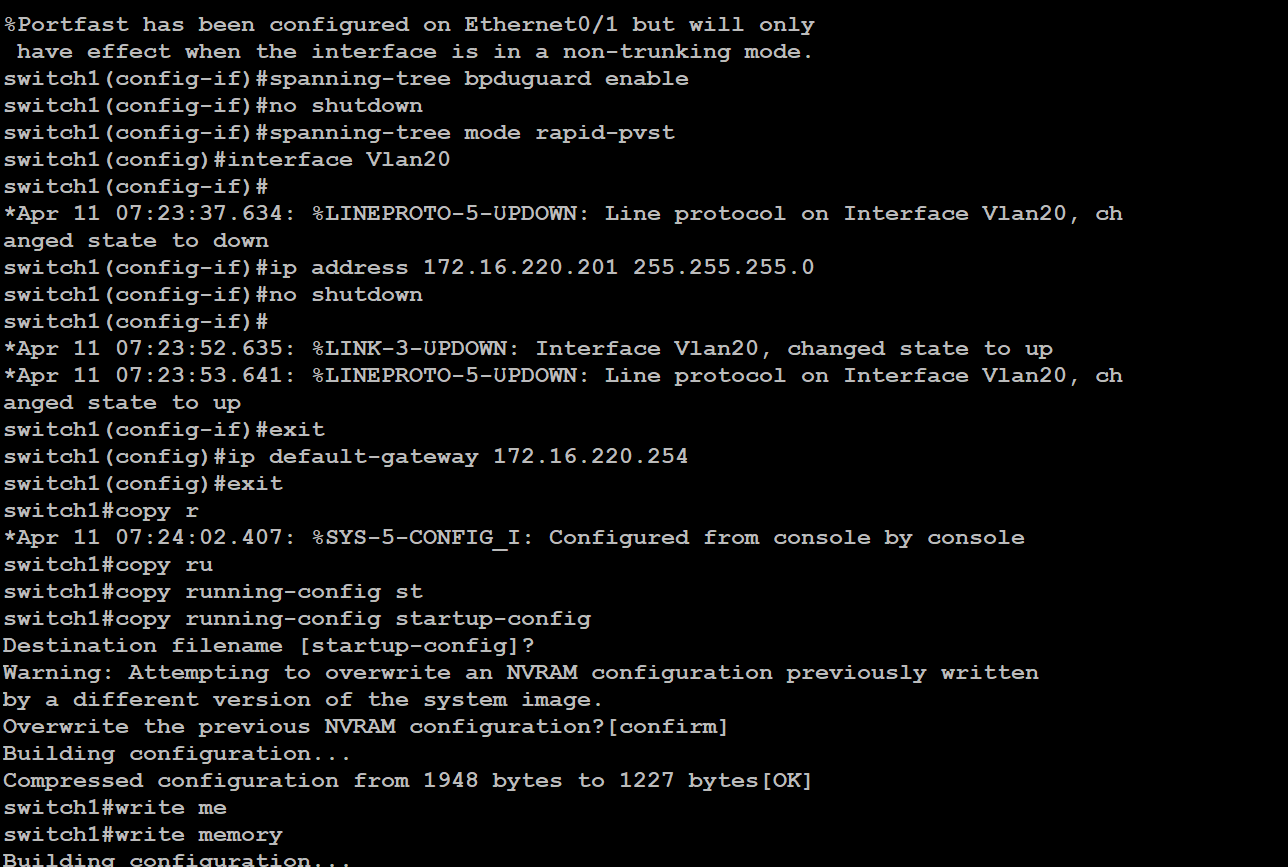 %Portfast has been configured on Ethernet0/1 but will only
 have effect when the interface is in a non-trunking mode.
switch1(config-if)#spanning-tree bpduguard enable
switch1(config-if)#no shutdown
switch1(config-if)#spanning-tree mode rapid-pvst
switch1(config)#interface Vlan20
switch1(config-if)#
*Apr 11 07:23:37.634: %LINEPROTO-5-UPDOWN: Line protocol on Interface Vlan20, ch
anged state to down
switch1(config-if)#ip address 172.16.220.201 255.255.255.0
switch1(config-if)#no shutdown
switch1(config-if)#
*Apr 11 07:23:52.635: %LINK-3-UPDOWN: Interface Vlan20, changed state to up
*Apr 11 07:23:53.641: %LINEPROTO-5-UPDOWN: Line protocol on Interface Vlan20, ch
anged state to up
switch1(config-if)#exit
switch1(config)#ip default-gateway 172.16.220.254
switch1(config)#exit
switch1#copy r
*Apr 11 07:24:02.407: %SYS-5-CONFIG_I: Configured from console by console
switch1#copy ru
switch1#copy running-config st
switch1#copy running-config startup-config
Destination filename [startup-config]?
Warning: Attempting to overwrite an NVRAM configuration previously written
by a different version of the system image.
Overwrite the previous NVRAM configuration?[confirm]
Building configuration...
Compressed configuration from 1948 bytes to 1227 bytes[OK]
switch1#write me
switch1#write memory
Building configuration...